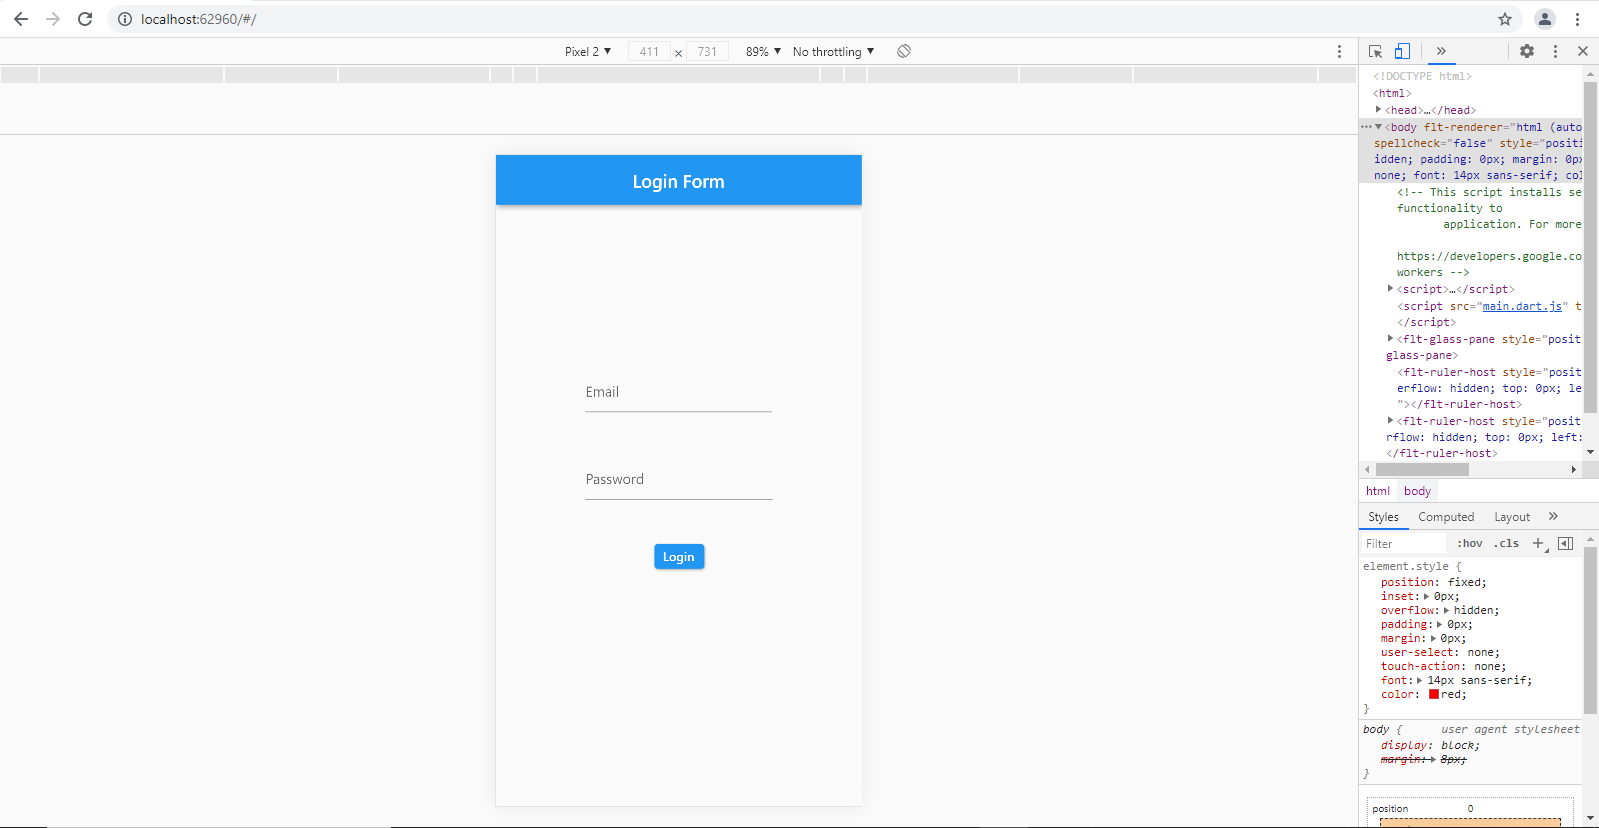 localhost:62960/#/
Pixel 2 411 × 731 89% No throttling
Login Form
Email
Password
Login
<!DOCTYPE html>
<html>
<head>…</head>
<body flt-renderer="html (auto
spellcheck="false" style="positi
idden; padding: 0px; margin: 0px
none; font: 14px sans-serif; col
<!-- This script installs se
functionality to
application. For more
https://developers.google.co
workers -->
<script>…</script>
<script src="main.dart.js" t
</script>
<flt-glass-pane style="posit
glass-pane>
<flt-ruler-host style="posit
erflow: hidden; top: 0px; le
"></flt-ruler-host>
<flt-ruler-host style="posit
rflow: hidden; top: 0px; left:
</flt-ruler-host>
html body
Styles Computed Layout
Filter :hov .cls
element.style {
position: fixed;
inset: 0px;
overflow: hidden;
padding: 0px;
margin: 0px;
user-select: none;
touch-action: none;
font: 14px sans-serif;
color: red;
}
body { user agent stylesheet
display: block;
margin: 8px;
}
position 0